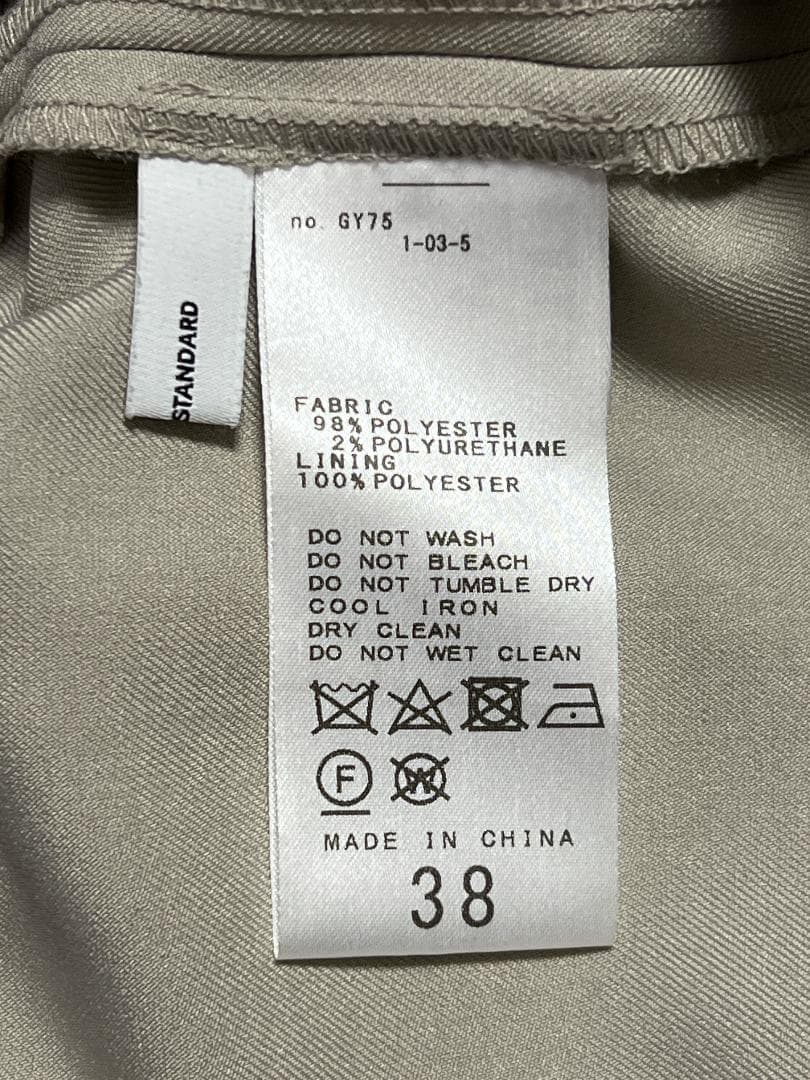 STANDARD
no. GY75
1-03-5
FABRIC
98% POLYESTER
2% POLYURETHANE
LINING
100% POLYESTER
DO NOT WASH
DO NOT BLEACH
DO NOT TUMBLE DRY
COOL IRON
DRY CLEAN
DO NOT WET CLEAN
F W
MADE IN CHINA
38